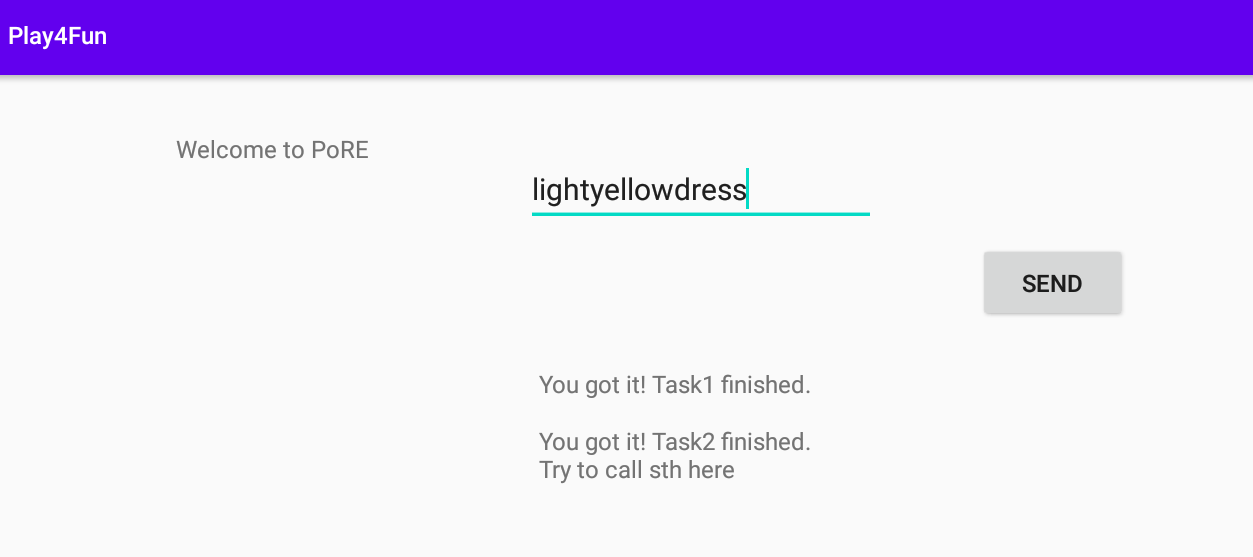 Play4Fun
Welcome to PoRE
lightyellowdress
SEND
You got it! Task1 finished.
You got it! Task2 finished.
Try to call sth here